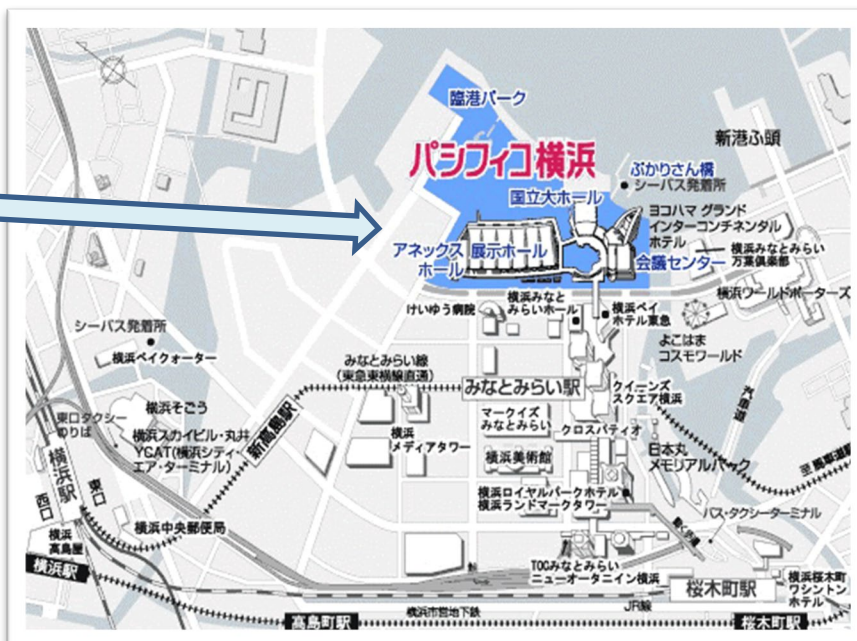 臨港パーク
パシフィコ横浜
新港ふ頭
ぷかりさん橋
シーバス発着所
国立大ホール
ヨコハマ グランド
インターコンチネンタル
ホテル
アネックス
ホール
展示ホール
会議センター
横浜みなとみらい
万葉倶楽部
横浜ワールドポーターズ
けいゆう病院
横浜みなと
みらいホール
横浜ベイ
ホテル東急
よこはま
コスモワールド
シーバス発着所
横浜ベイクォーター
みなとみらい線
(東急東横線直通)
みなとみらい駅
クイーンズ
スクエア横浜
汽車道
横浜そごう
東口タクシー
のりば
横浜スカイビル・丸井
YCAT(横浜シティ・
エア・ターミナル)
新高島駅
横浜
メディアタワー
マークイズ
みなとみらい
クロスパティオ
横浜美術館
日本丸
メモリアルパーク
至馬車道駅
横浜駅
西口
東口
横浜ロイヤルパークホテル
横浜ランドマークタワー
バス・タクシーターミナル
動く歩道
横浜中央郵便局
横浜
高島屋
TOCみなとみらい
ニューオータニイン横浜
桜木町駅
横浜桜木町
ワシントン
ホテル
横浜駅
高島町駅
横浜市営地下鉄
JR線
桜木町駅